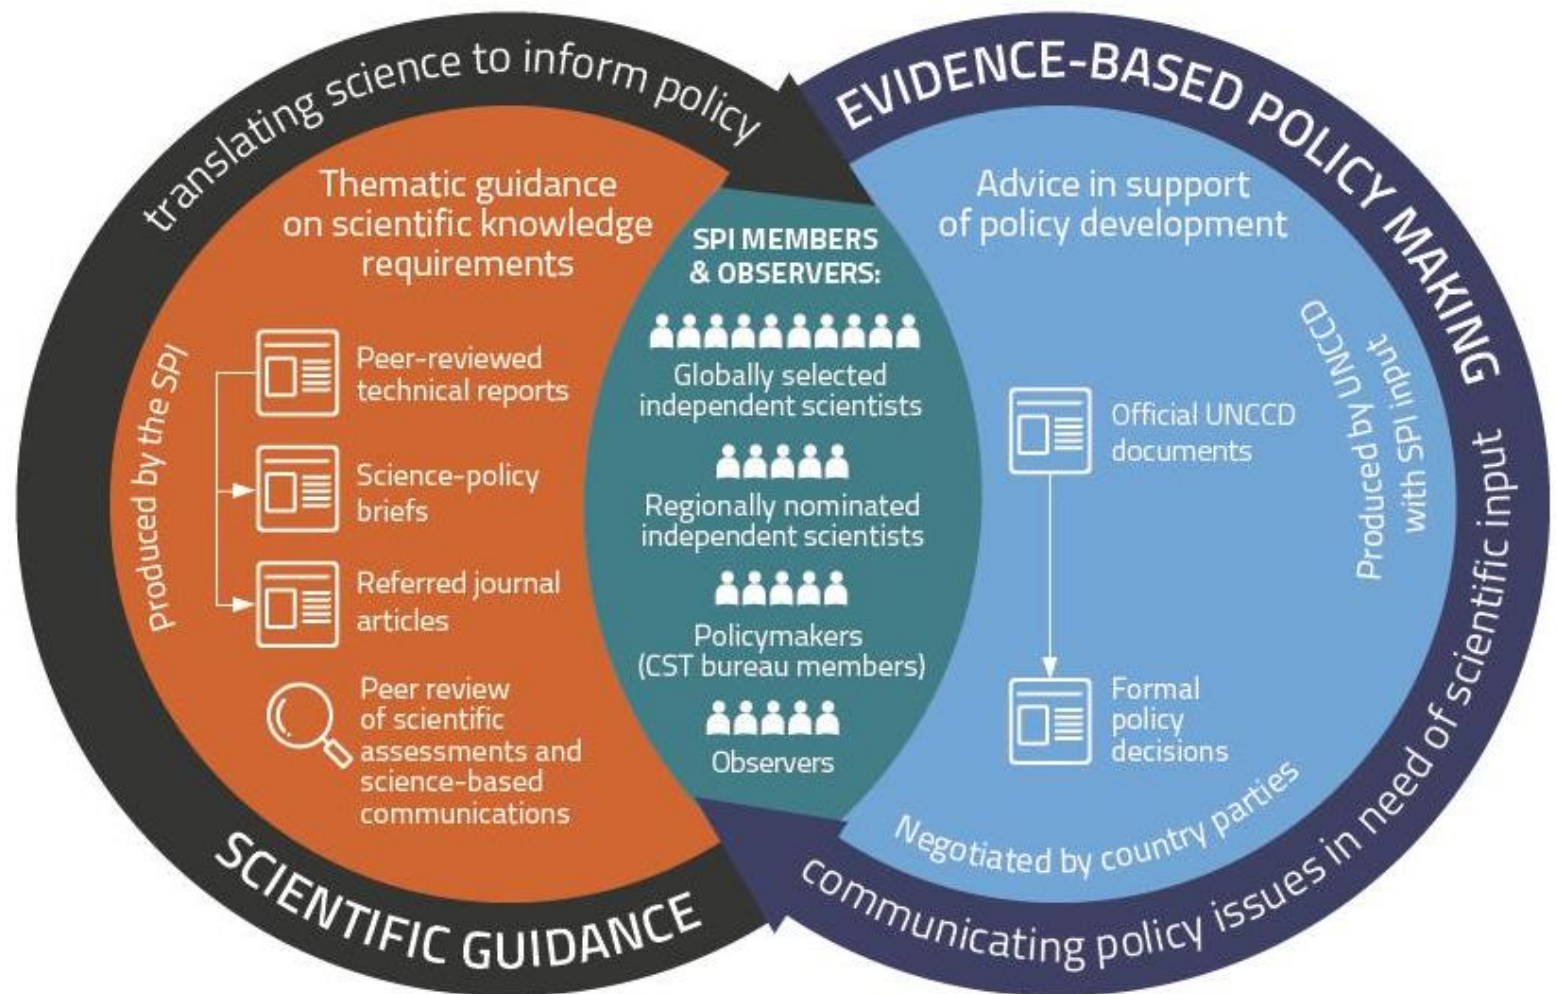 translating science to inform policy
Thematic guidance
on scientific knowledge
requirements
Produced by the SPI
Peer-reviewed
technical reports
Science-policy
briefs
Referred journal
articles
Peer review
of scientific
assessments and
science-based
communications
SCIENTIFIC GUIDANCE
SPI MEMBERS
& OBSERVERS:
Globally selected
independent scientists
Regionally nominated
independent scientists
Policymakers
(CST bureau members)
Observers
EVIDENCE-BASED POLICY MAKING
Advice in support
of policy development
Official UNCCD
documents
Produced by UNCCD
with SPI input
Formal
policy
decisions
Negotiated by country parties
communicating policy issues in need of scientific input